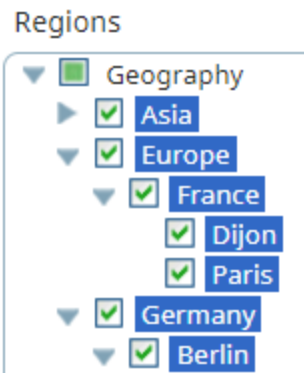 Regions
Geography
Asia
Europe
France
Dijon
Paris
Germany
Berlin